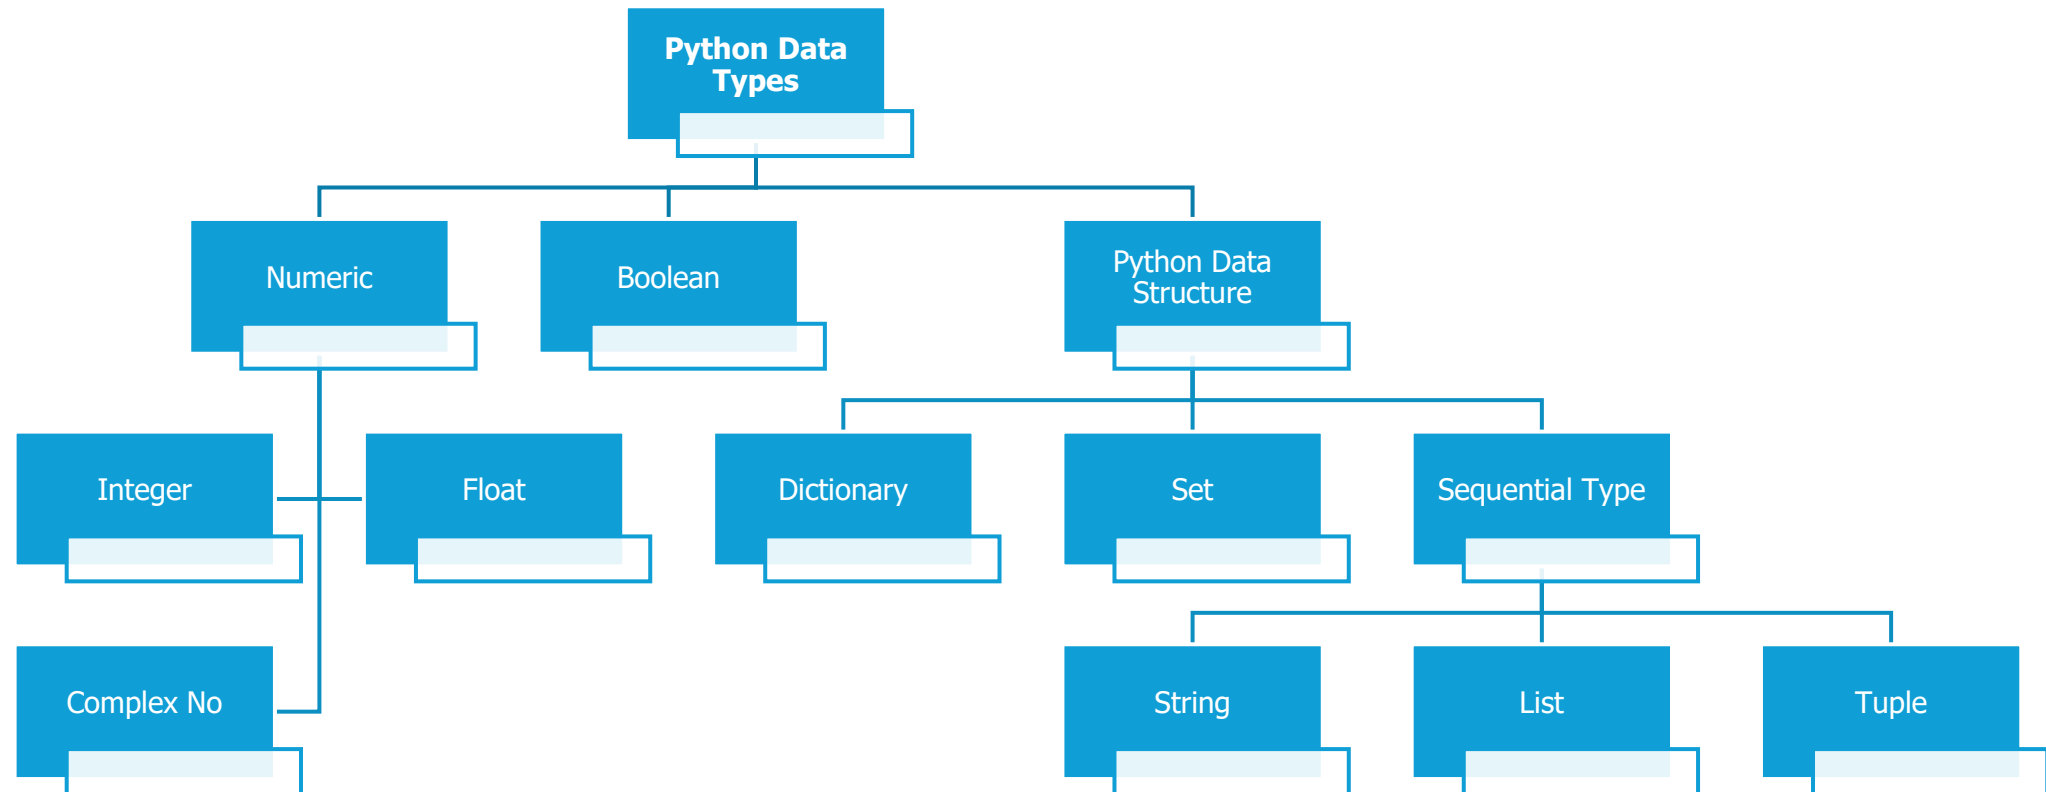 Python Data
Types
Numeric
Boolean
Python Data
Structure
Integer
Float
Dictionary
Set
Sequential Type
Complex No
String
List
Tuple